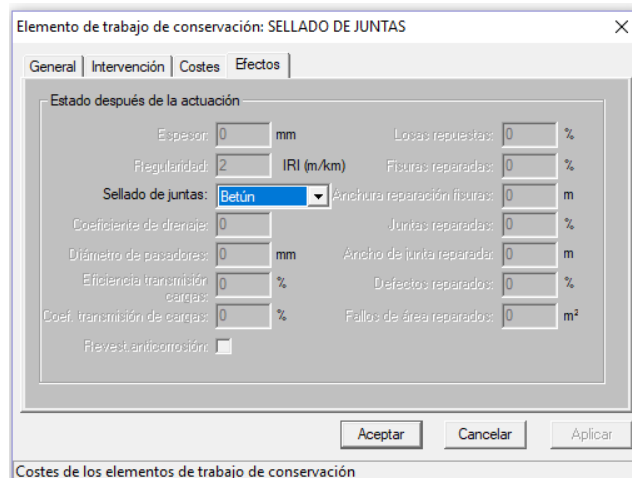 Elemento de trabajo de conservación: SELLADO DE JUNTAS
General Intervención Costes Efectos
Estado después de la actuación
Espesor: 0 mm Losas repuestas: 0 %
Regularidad: 2 IRI (m/km) Fisuras reparadas: 0 %
Sellado de juntas: Betún Anchura reparación fisuras: 0 m
Coeficiente de drenaje: 0 Juntas reparadas: 0 %
Diámetro de pasadores: 0 mm Ancho de junta reparada: 0 m
Eficiencia transmisión cargas: 0 % Defectos reparados: 0 %
Coef. transmisión de cargas: 0 % Fallos de área reparados: 0 m²
Revest.anticorrosión:
Aceptar Cancelar Aplicar
Costes de los elementos de trabajo de conservación